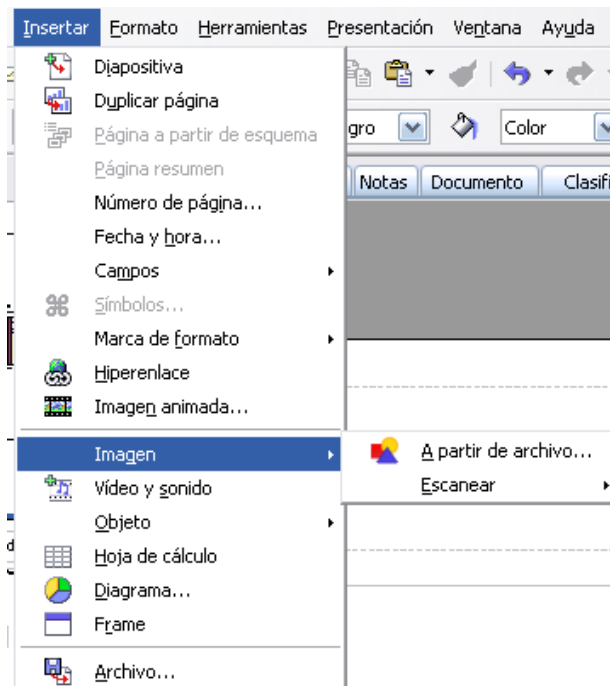 Insertar Formato Herramientas Presentación Ventana Ayuda
Diapositiva
Duplicar página
Página a partir de esquema
gro Color
Página resumen
Notas Documento Clasifi
Número de página...
Fecha y hora...
Campos
Símbolos...
Marca de formato
Hiperenlace
Imagen animada...
Imagen
A partir de archivo...
Vídeo y sonido
Escanear
Objeto
Hoja de cálculo
Diagrama...
Frame
Archivo...